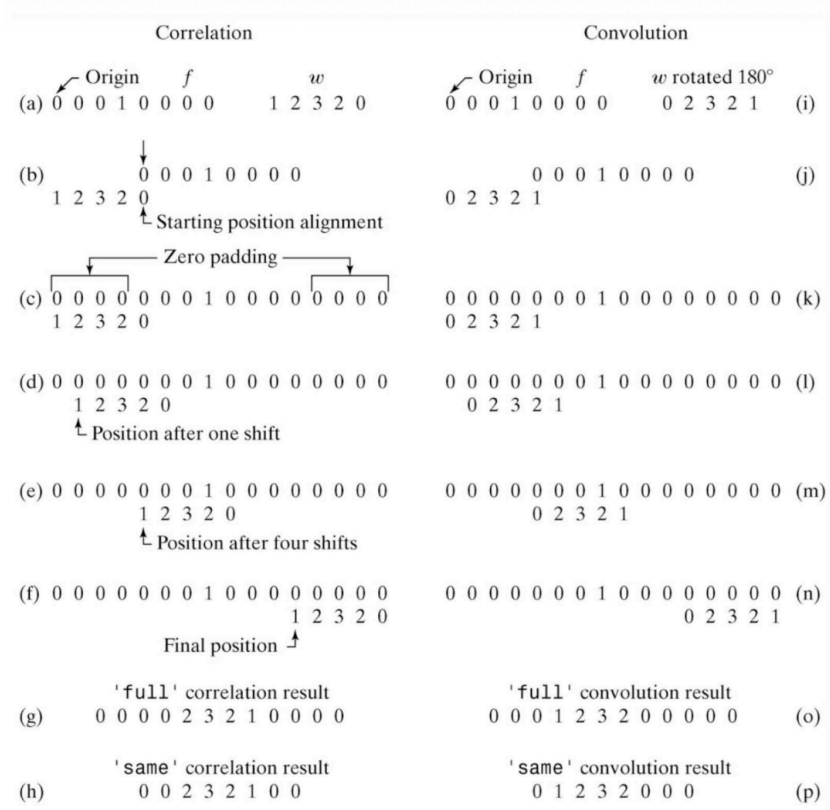 Correlation Convolution
Origin f w Origin f w rotated 180°
(a) 0 0 0 1 0 0 0 0 1 2 3 2 0 0 0 0 1 0 0 0 0 0 2 3 2 1 (i)
(b) 0 0 0 1 0 0 0 0 0 0 0 1 0 0 0 0 (j)
1 2 3 2 0 0 2 3 2 1
Starting position alignment
Zero padding
(c) 0 0 0 0 0 0 0 1 0 0 0 0 0 0 0 0 0 0 0 0 0 0 0 1 0 0 0 0 0 0 0 0 (k)
1 2 3 2 0 0 2 3 2 1
(d) 0 0 0 0 0 0 0 1 0 0 0 0 0 0 0 0 0 0 0 0 0 0 0 1 0 0 0 0 0 0 0 0 (l)
1 2 3 2 0 0 2 3 2 1
Position after one shift
(e) 0 0 0 0 0 0 0 1 0 0 0 0 0 0 0 0 0 0 0 0 0 0 0 1 0 0 0 0 0 0 0 0 (m)
1 2 3 2 0 0 2 3 2 1
Position after four shifts
(f) 0 0 0 0 0 0 0 1 0 0 0 0 0 0 0 0 0 0 0 0 0 0 0 1 0 0 0 0 0 0 0 0 (n)
1 2 3 2 0 0 2 3 2 1
Final position
'full' correlation result 'full' convolution result
(g) 0 0 0 0 2 3 2 1 0 0 0 0 0 0 0 1 2 3 2 0 0 0 0 0 (o)
'same' correlation result 'same' convolution result
(h) 0 0 2 3 2 1 0 0 0 1 2 3 2 0 0 0 (p)